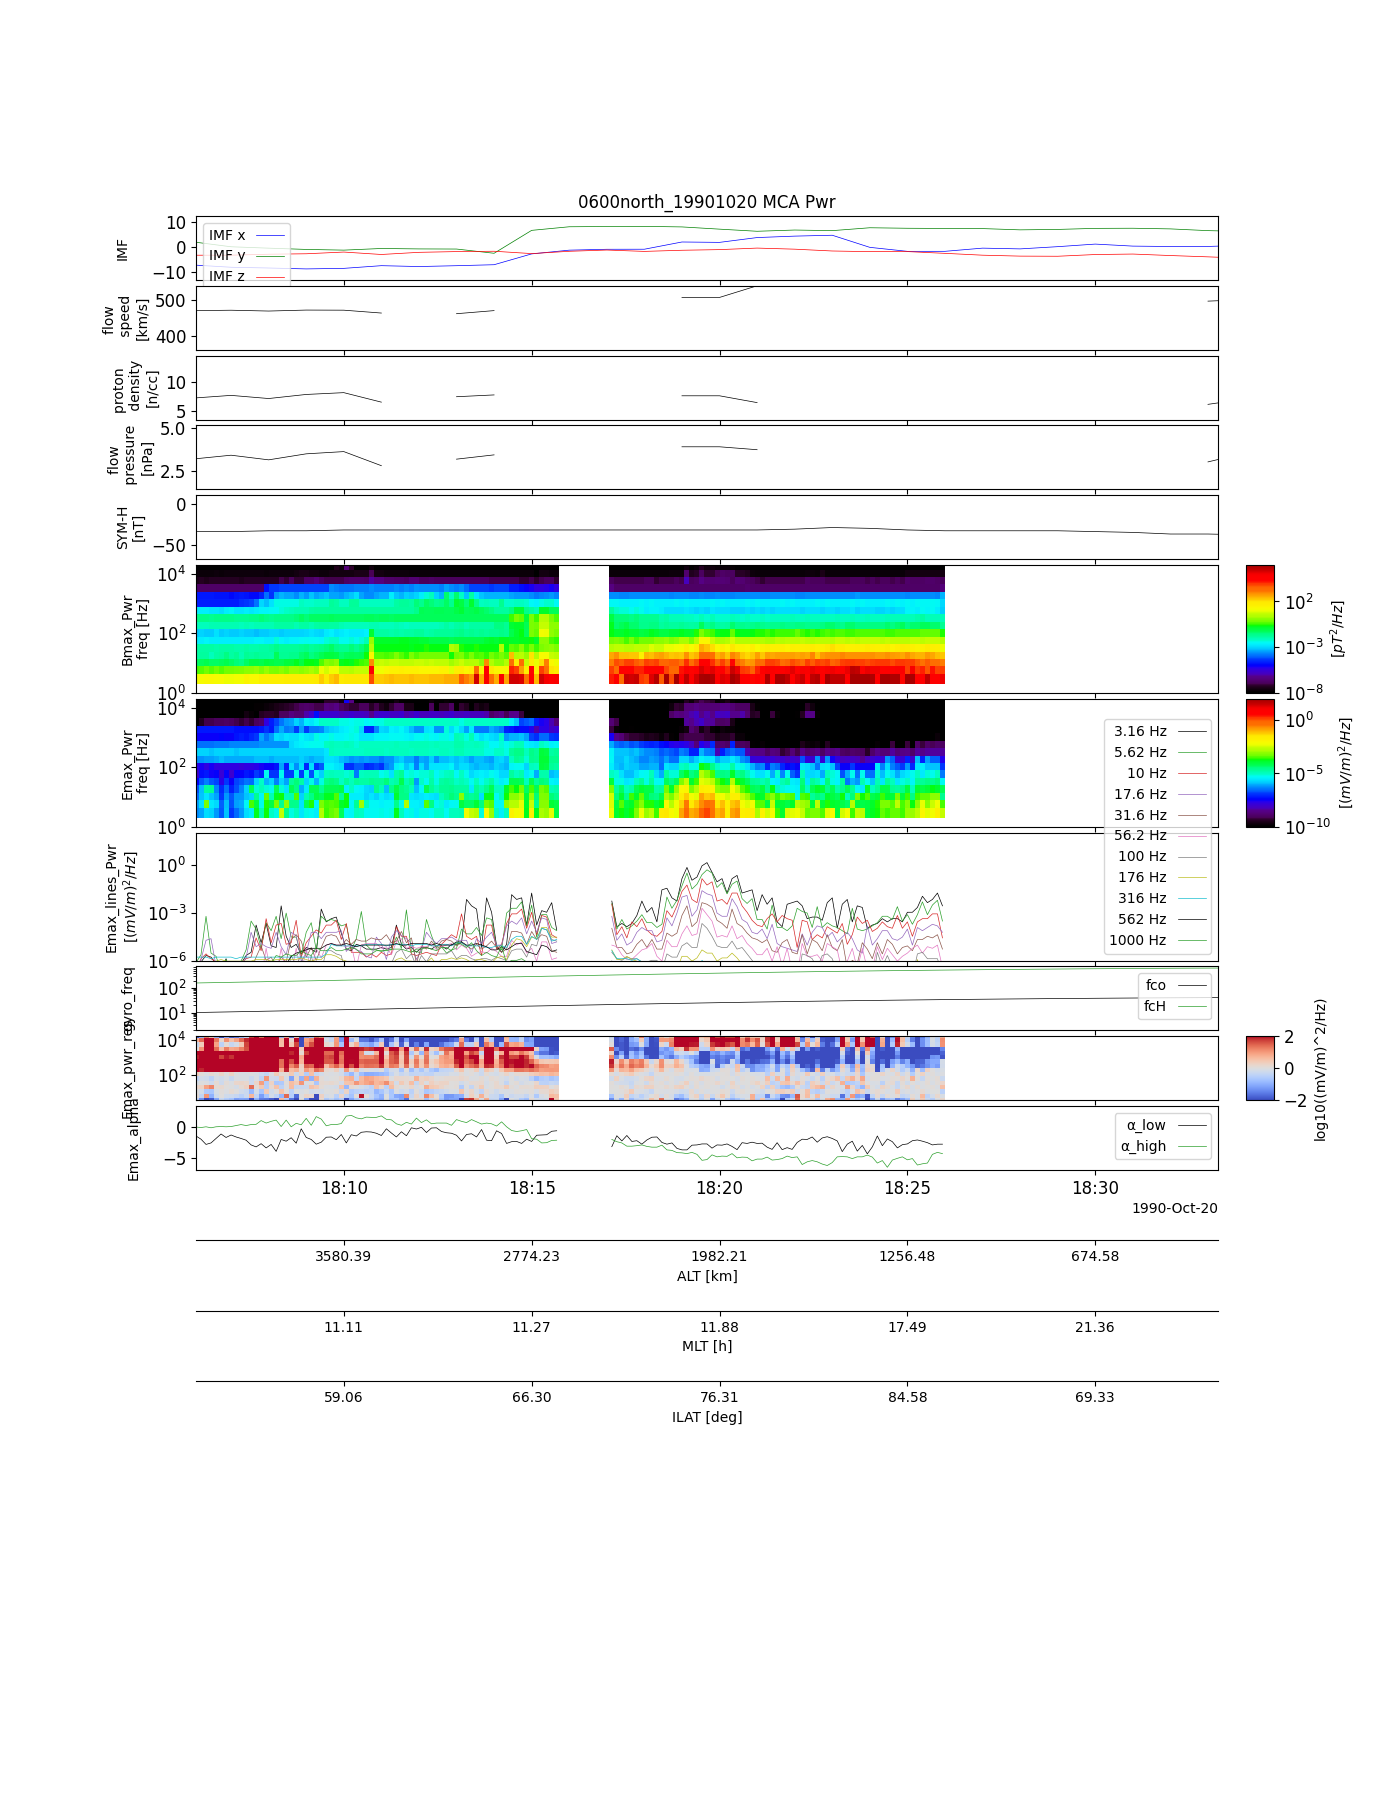 0600north_19901020 MCA Pwr
10
0
−10
IMF
IMF x
IMF y
IMF z
500
400
flow
speed
[km/s]
10
5
proton
density
[n/cc]
5.0
2.5
flow
pressure
[nPa]
0
−50
SYM-H
[nT]
10^4
10^2
10^0
Bmax_Pwr
freq [Hz]
10^2
10^-3
10^-8
[pT^2/Hz]
10^4
10^2
10^0
Emax_Pwr
freq [Hz]
10^0
10^-5
10^-10
[(mV/m)^2/Hz]
3.16 Hz
5.62 Hz
10 Hz
17.6 Hz
31.6 Hz
56.2 Hz
100 Hz
176 Hz
316 Hz
562 Hz
1000 Hz
10^0
10^-3
10^-6
Emax_lines_Pwr
[(mV/m)^2/Hz]
10^2
10^1
gyro_freq
fco
fcH
10^4
10^2
Emax_pwr_res
2
0
−2
log10((mV/m)^2/Hz)
0
−5
Emax_alpha
α_low
α_high
18:10 18:15 18:20 18:25 18:30
1990-Oct-20
3580.39 2774.23 1982.21 1256.48 674.58
ALT [km]
11.11 11.27 11.88 17.49 21.36
MLT [h]
59.06 66.30 76.31 84.58 69.33
ILAT [deg]